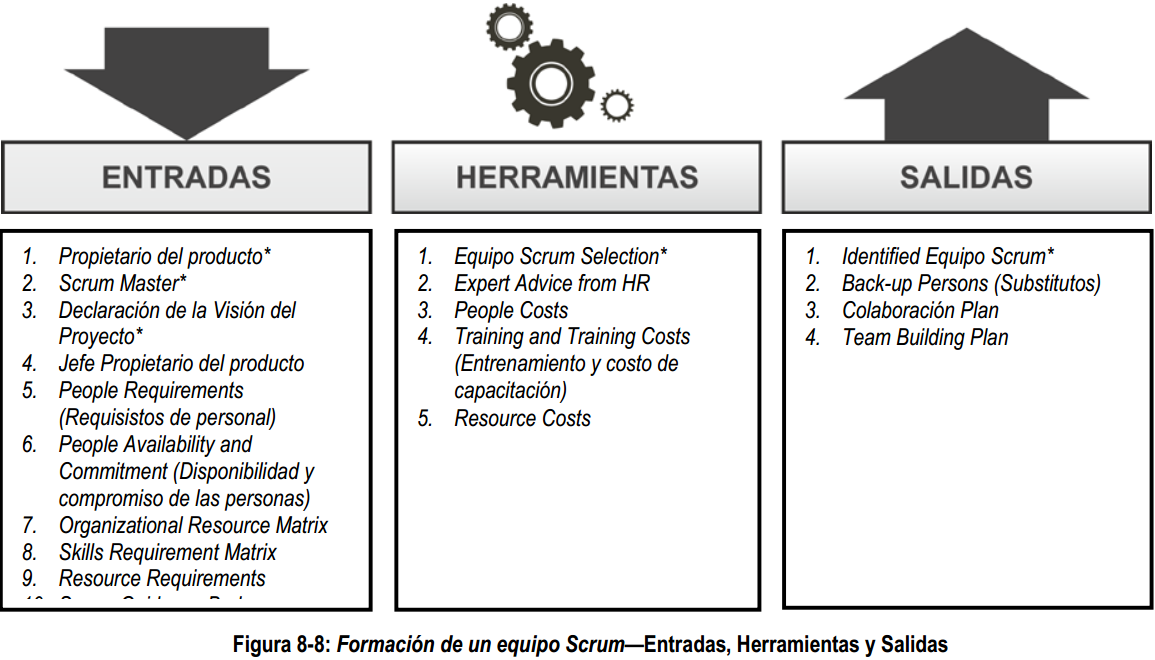 ENTRADAS
1. Propietario del producto*
2. Scrum Master*
3. Declaración de la Visión del
Proyecto*
4. Jefe Propietario del producto
5. People Requirements
(Requisistos de personal)
6. People Availability and
Commitment (Disponibilidad y
compromiso de las personas)
7. Organizational Resource Matrix
8. Skills Requirement Matrix
9. Resource Requirements
HERRAMIENTAS
1. Equipo Scrum Selection*
2. Expert Advice from HR
3. People Costs
4. Training and Training Costs
(Entrenamiento y costo de
capacitación)
5. Resource Costs
SALIDAS
1. Identified Equipo Scrum*
2. Back-up Persons (Substitutos)
3. Colaboración Plan
4. Team Building Plan
Figura 8-8: Formación de un equipo Scrum—Entradas, Herramientas y Salidas